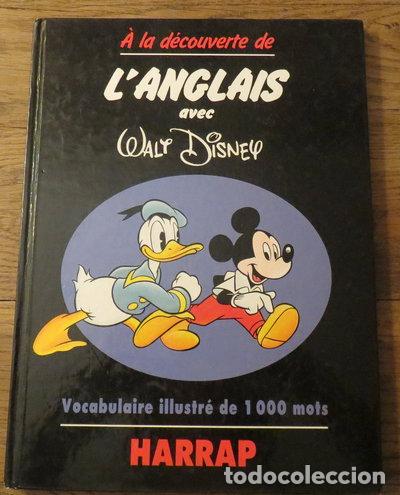 À la découverte de
L'ANGLAIS
avec
WALT DISNEY
Vocabulaire illustré de 1 000 mots
HARRAP
todocoleccion